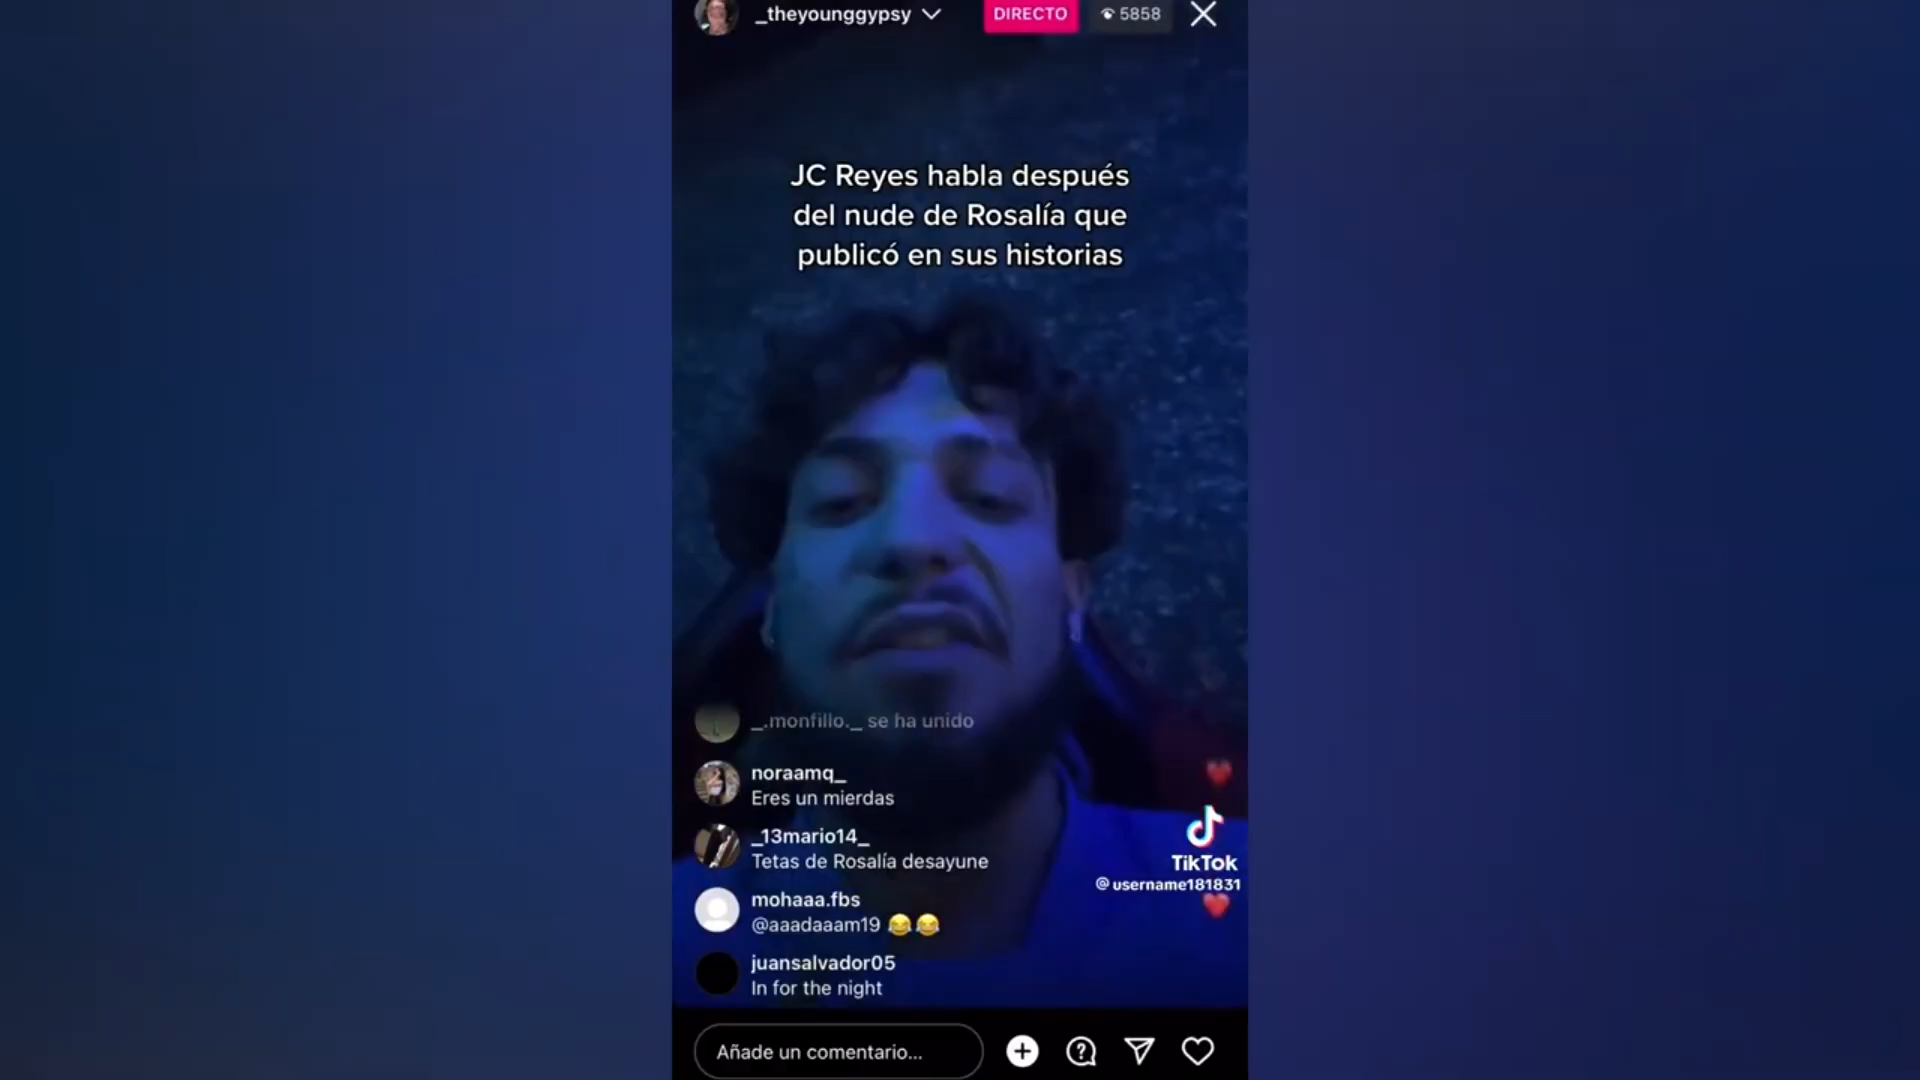 _theyounggypsy
DIRECTO
5858
JC Reyes habla después
del nude de Rosalía que
publicó en sus historias
_.monfillo._ se ha unido
noraamq_
Eres un mierdas
_13mario14_
Tetas de Rosalía desayune
TikTok
@username181831
mohaaa.fbs
@aaadaaam19 😂😂
juansalvador05
In for the night
Añade un comentario...